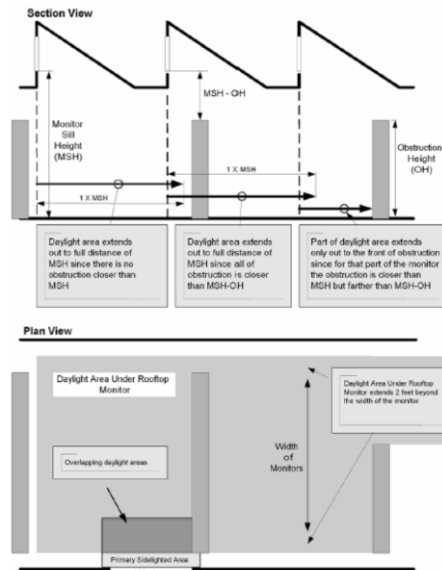 Section View
MSH - OH
Monitor
Sill
Height
(MSH)
Obstruction
Height
(OH)
1 X MSH
1 X MSH
Daylight area extends
out to full distance of
MSH since there is no
obstruction closer than
MSH
Daylight area extends
out to full distance of
MSH since all of
obstruction is closer
than MSH-OH
Part of daylight area extends
only out to the front of obstruction
since for that part of the monitor
the obstruction is closer than
MSH but farther than MSH-OH
Plan View
Daylight Area Under Rooftop
Monitor
Daylight Area Under Rooftop
Monitor extends 2 feet beyond
the width of the monitor
Width
of
Monitors
Overlapping daylight areas
Primary Sidelighted Area